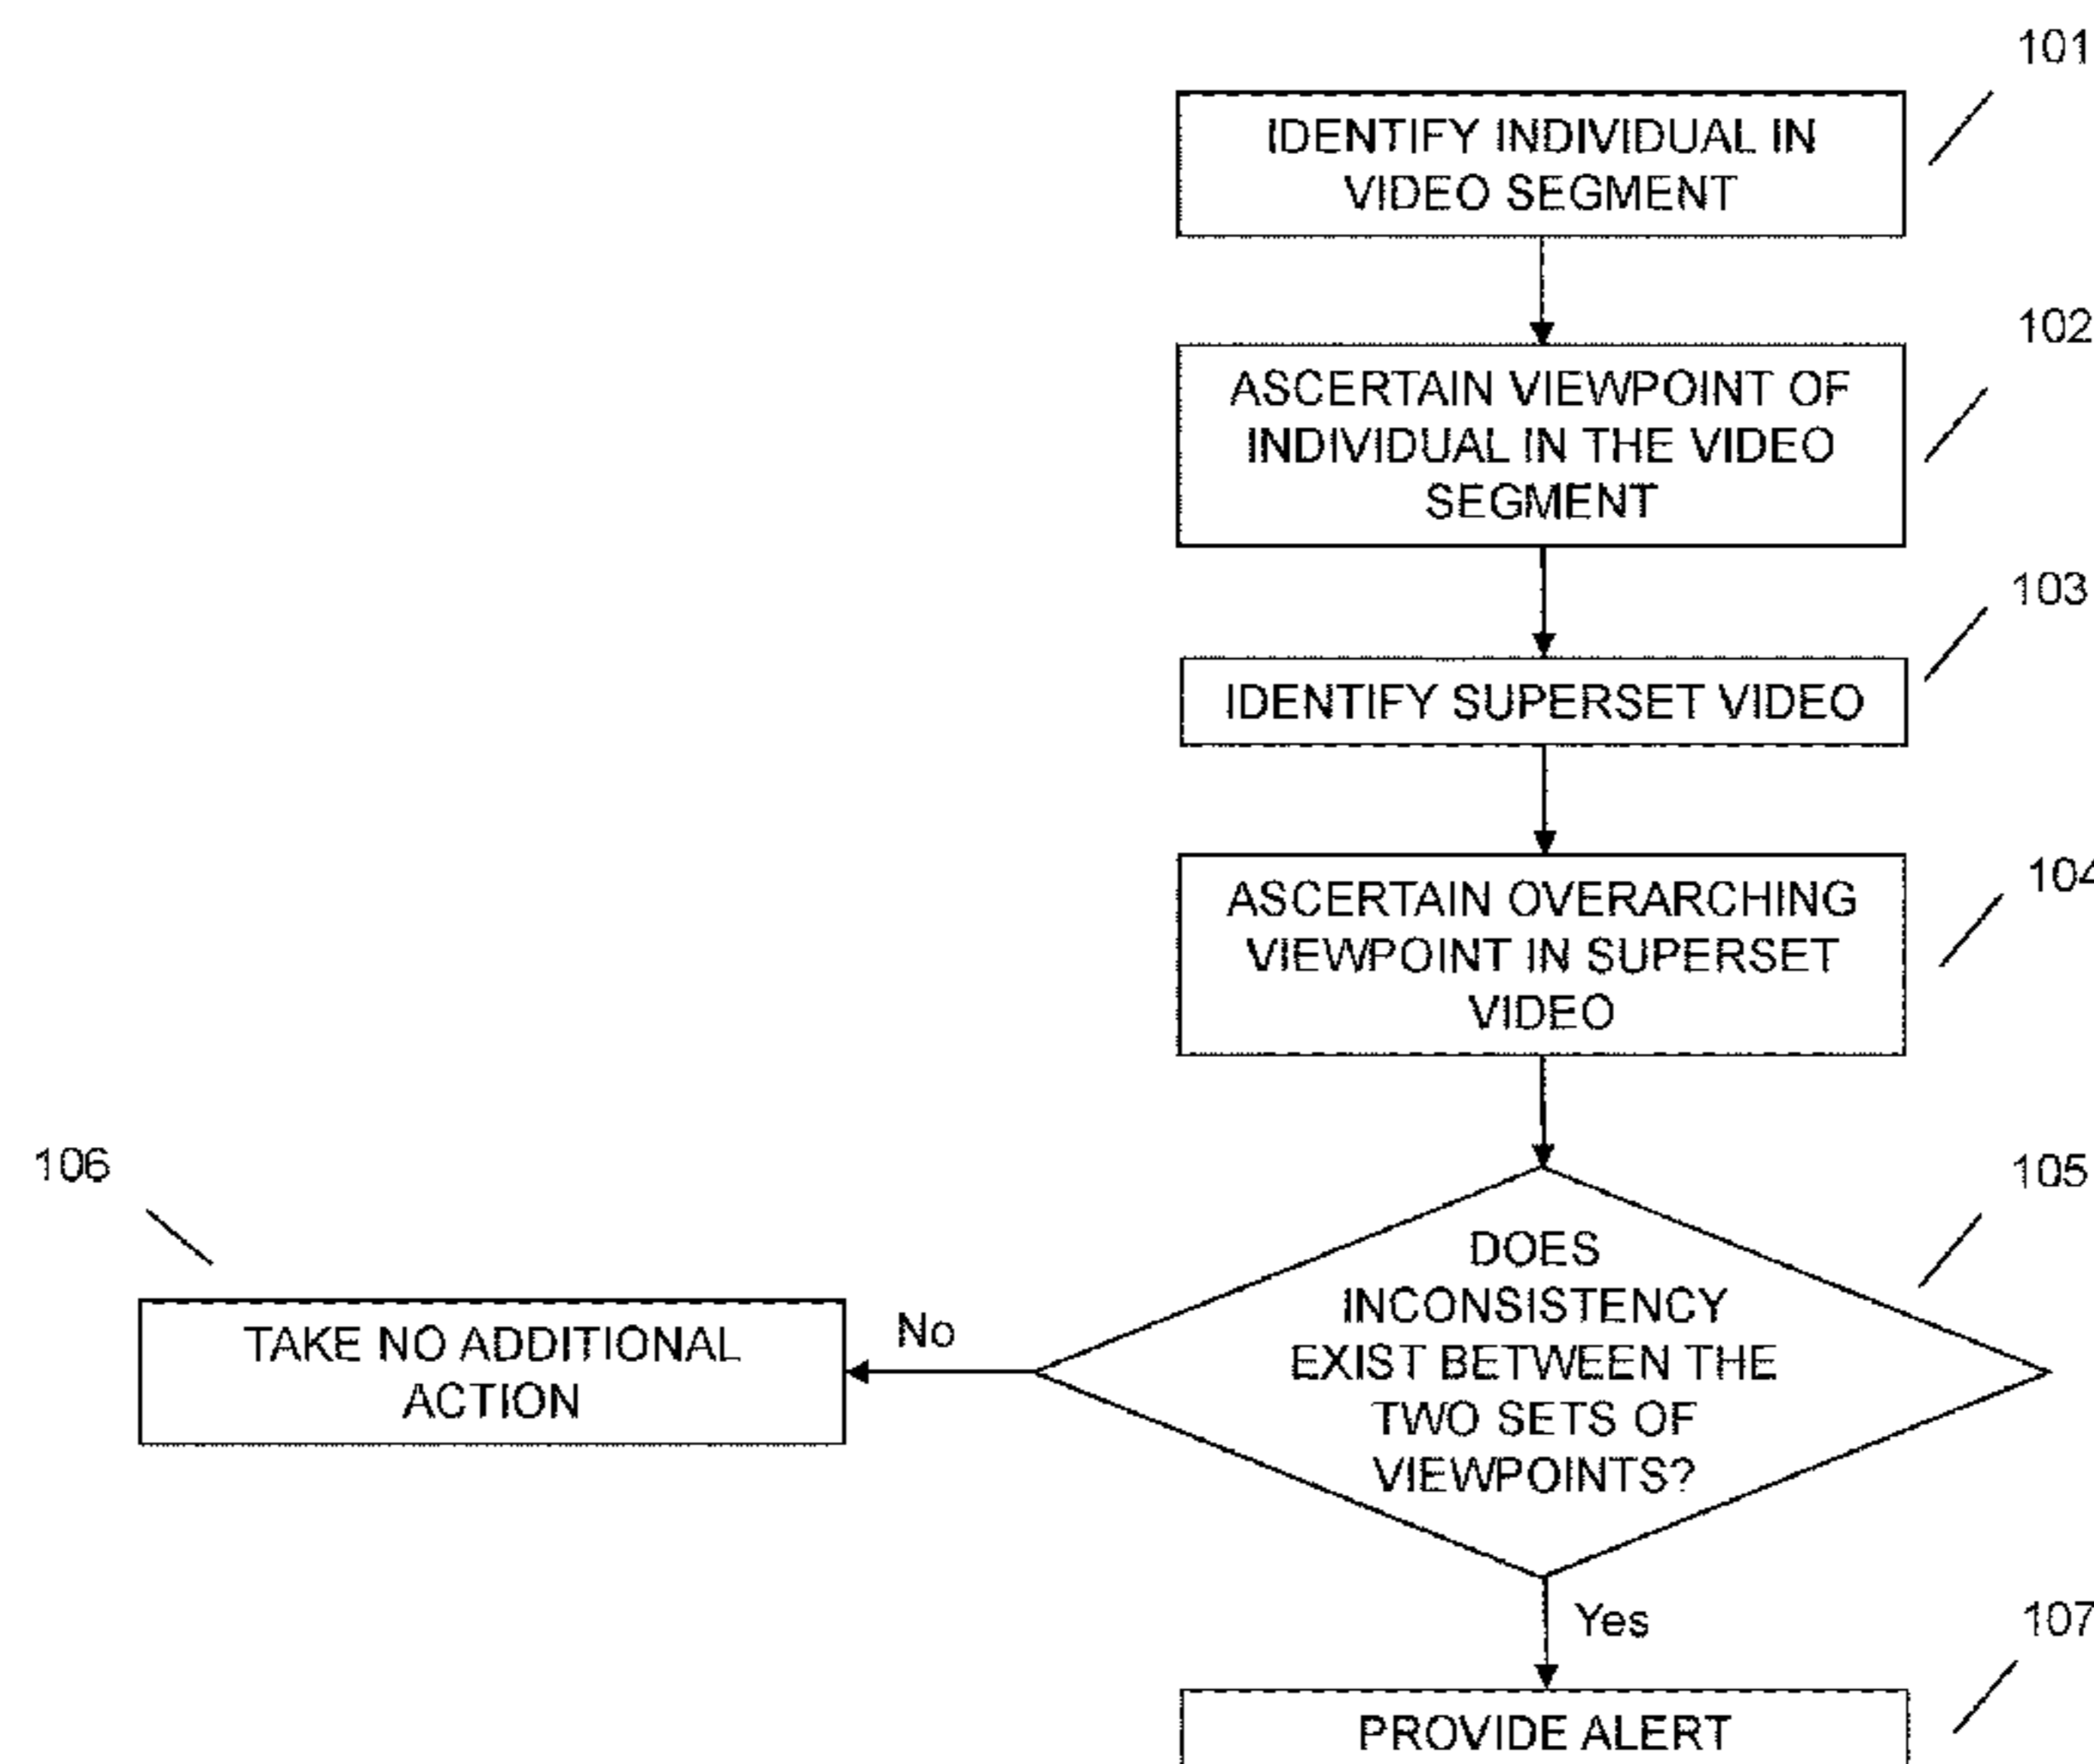 101
IDENTIFY INDIVIDUAL IN
VIDEO SEGMENT
102
ASCERTAIN VIEWPOINT OF
INDIVIDUAL IN THE VIDEO
SEGMENT
103
IDENTIFY SUPERSET VIDEO
104
ASCERTAIN OVERARCHING
VIEWPOINT IN SUPERSET
VIDEO
105
DOES
INCONSISTENCY
EXIST BETWEEN THE
TWO SETS OF
VIEWPOINTS?
106
No
TAKE NO ADDITIONAL
ACTION
Yes
107
PROVIDE ALERT